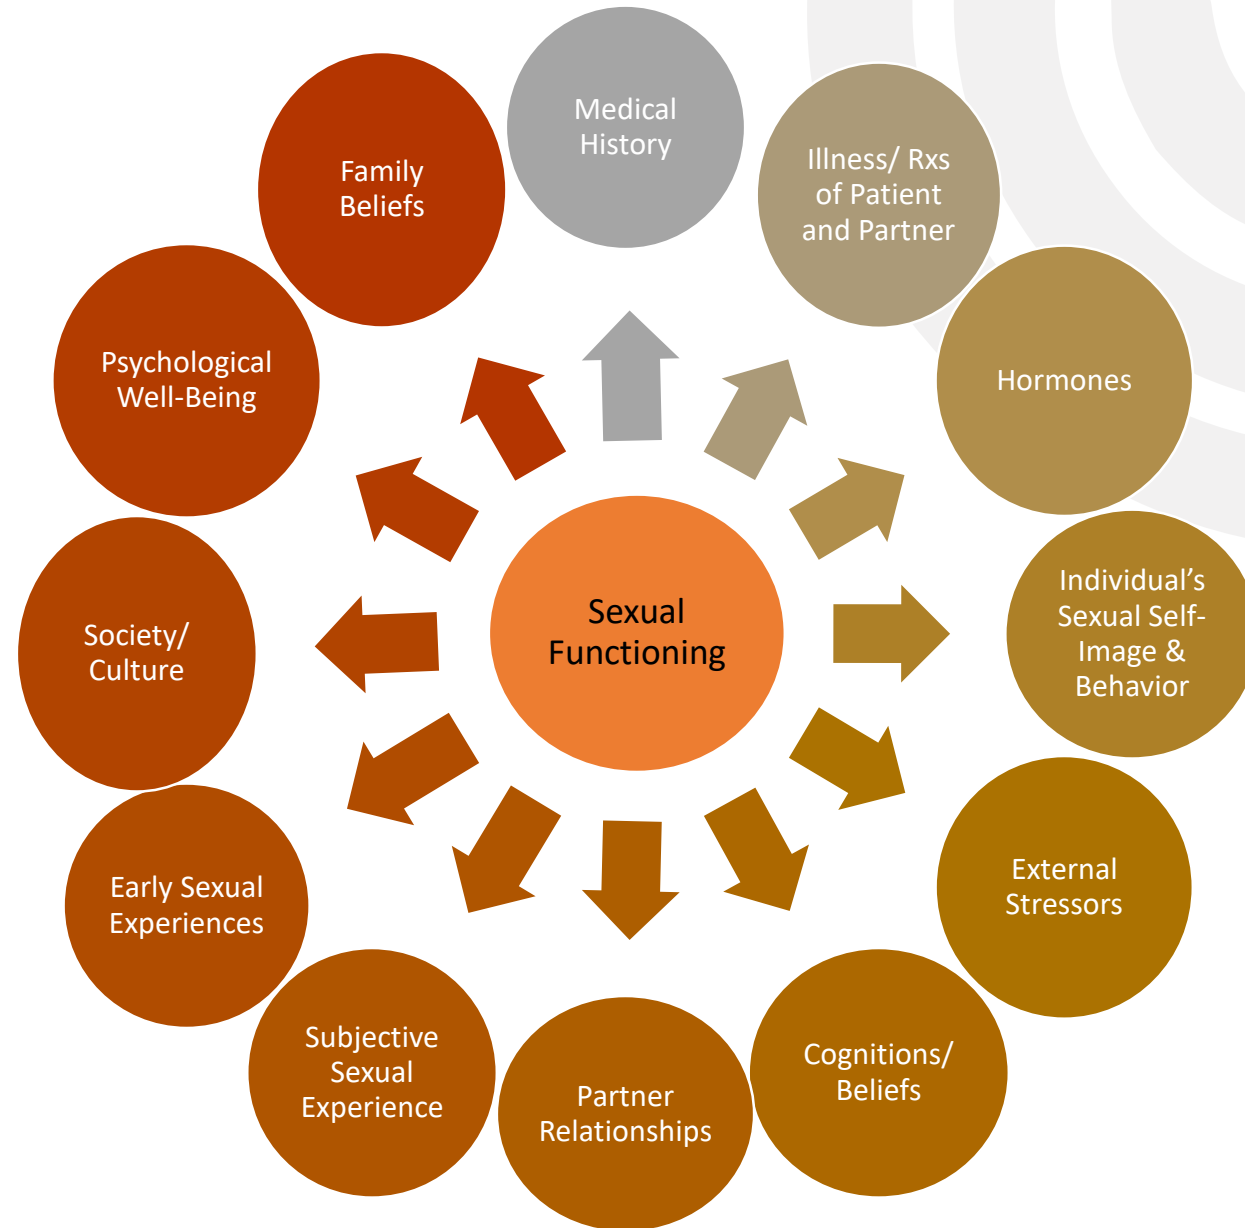 Medical
History
Illness/ Rxs
of Patient
and Partner
Hormones
Individual’s
Sexual Self-
Image &
Behavior
External
Stressors
Cognitions/
Beliefs
Partner
Relationships
Subjective
Sexual
Experience
Early Sexual
Experiences
Society/
Culture
Psychological
Well-Being
Family
Beliefs
Sexual
Functioning